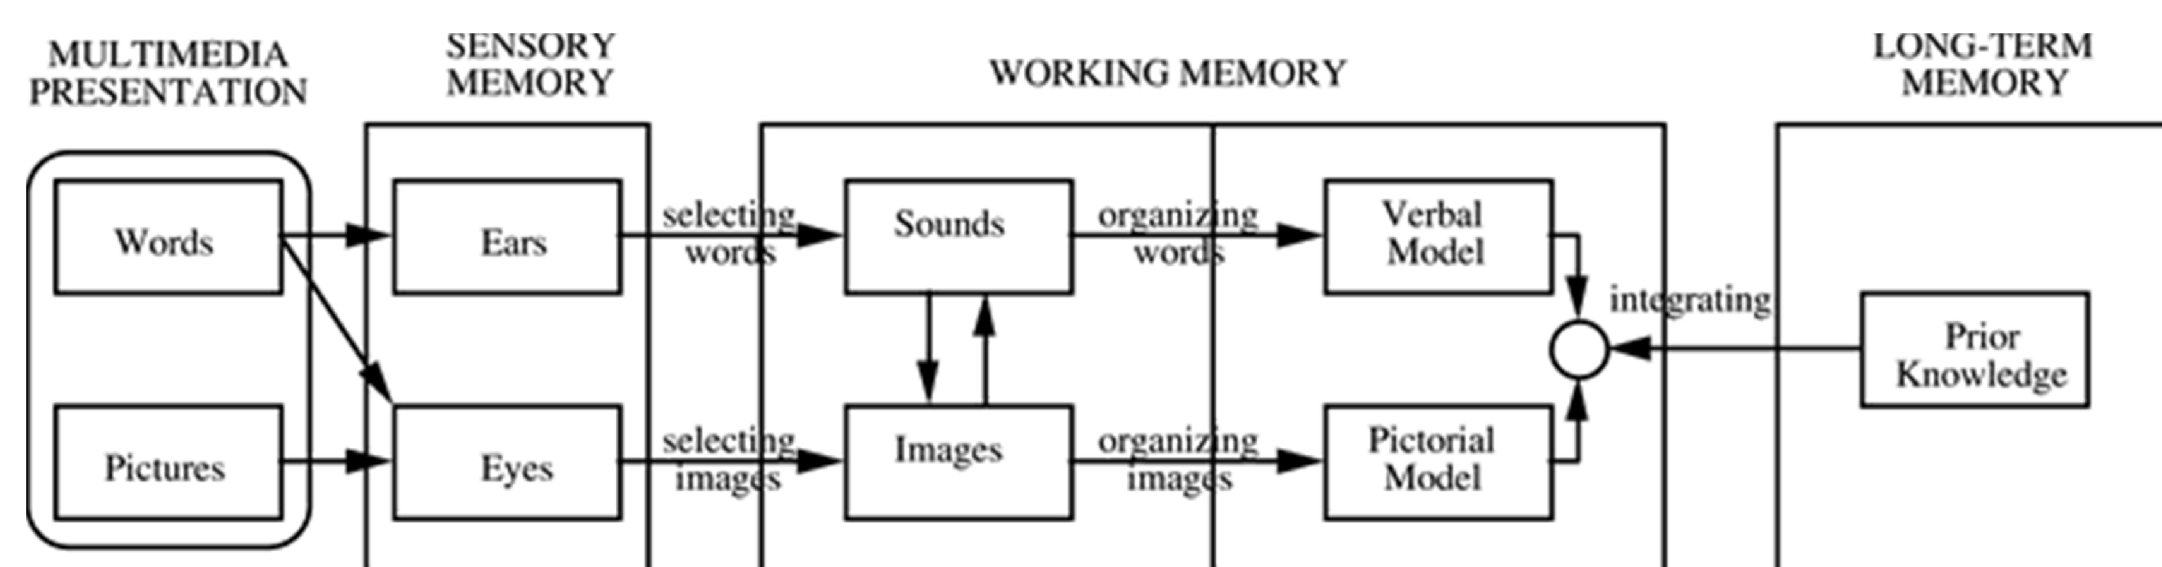 MULTIMEDIA
PRESENTATION
SENSORY
MEMORY
WORKING MEMORY
LONG-TERM
MEMORY
Words
Ears
selecting
words
Sounds
organizing
words
Verbal
Model
integrating
Prior
Knowledge
Pictures
Eyes
selecting
images
Images
organizing
images
Pictorial
Model